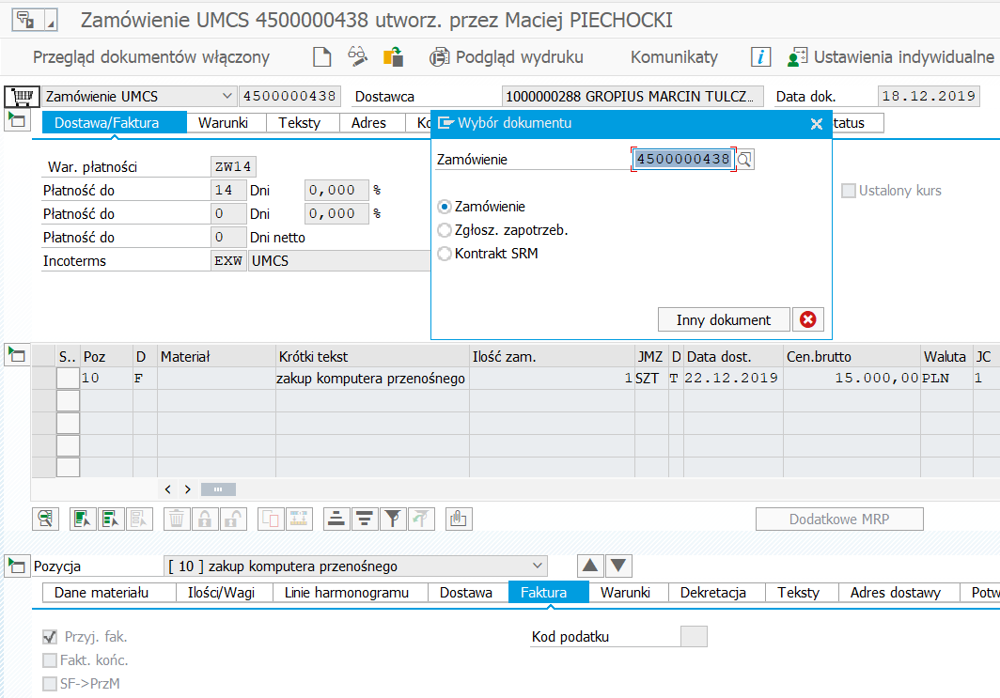 Zamówienie UMCS 4500000438 utworz. przez Maciej PIECHOCKI
Przegląd dokumentów włączony Podgląd wydruku Komunikaty Ustawienia indywidualne
Zamówienie UMCS 4500000438 Dostawca 1000000288 GROPIUS MARCIN TULCZ... Data dok. 18.12.2019
Dostawa/Faktura Warunki Teksty Adres Ko tatus
Wybór dokumentu
Zamówienie 4500000438
Zamówienie
Zgłosz. zapotrzeb.
Kontrakt SRM
Inny dokument
War. płatności ZW14
Płatność do 14 Dni 0,000 %
Płatność do 0 Dni 0,000 %
Płatność do 0 Dni netto
Incoterms EXW UMCS
Ustalony kurs
S.. Poz D Materiał Krótki tekst Ilość zam. JMZ D Data dost. Cen.brutto Waluta JC
10 F zakup komputera przenośnego 1 SZT T 22.12.2019 15.000,00 PLN 1
Dodatkowe MRP
Pozycja [ 10 ] zakup komputera przenośnego
Dane materiału Ilości/Wagi Linie harmonogramu Dostawa Faktura Warunki Dekretacja Teksty Adres dostawy Potw
Przyj. fak. Kod podatku
Fakt. końc.
SF->PrzM